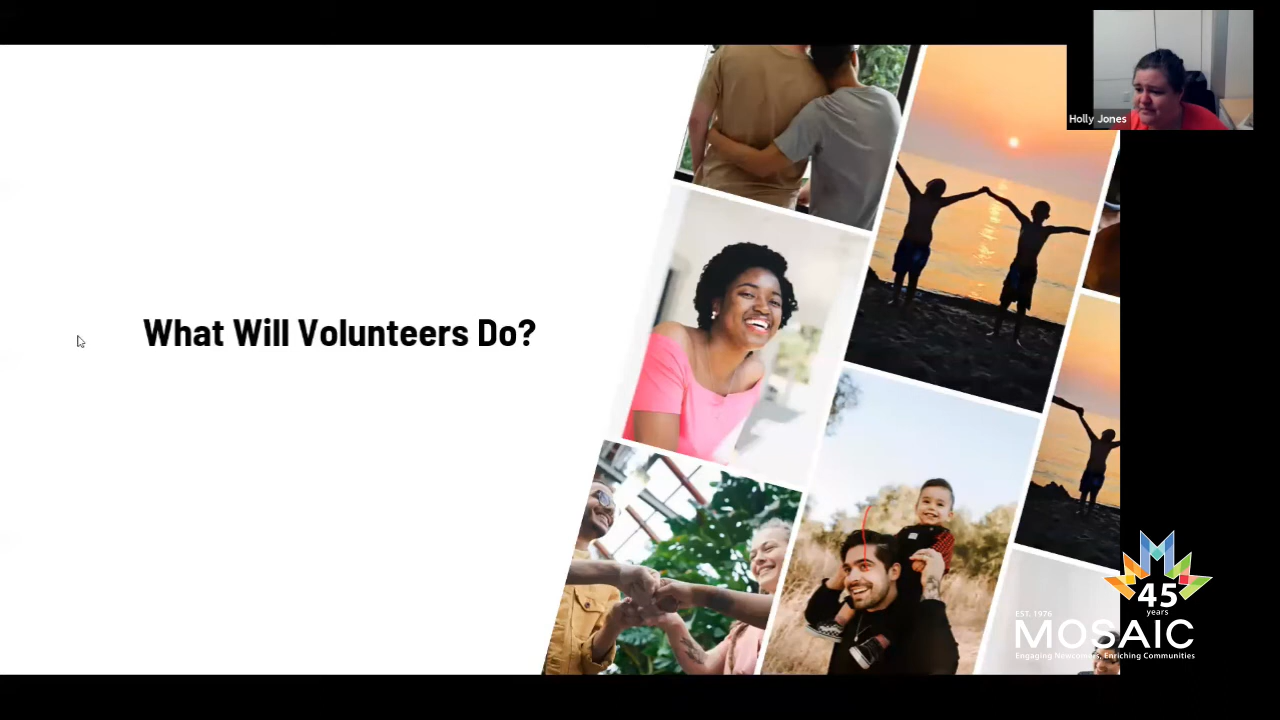 Holly Jones
What Will Volunteers Do?
45
years
EST. 1976
MOSAIC
Engaging Newcomers, Enriching Communities